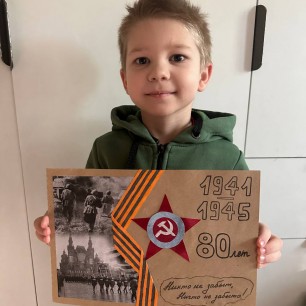 1941
1945
80 лет
Никто не забыт,
Ничто не забыто!